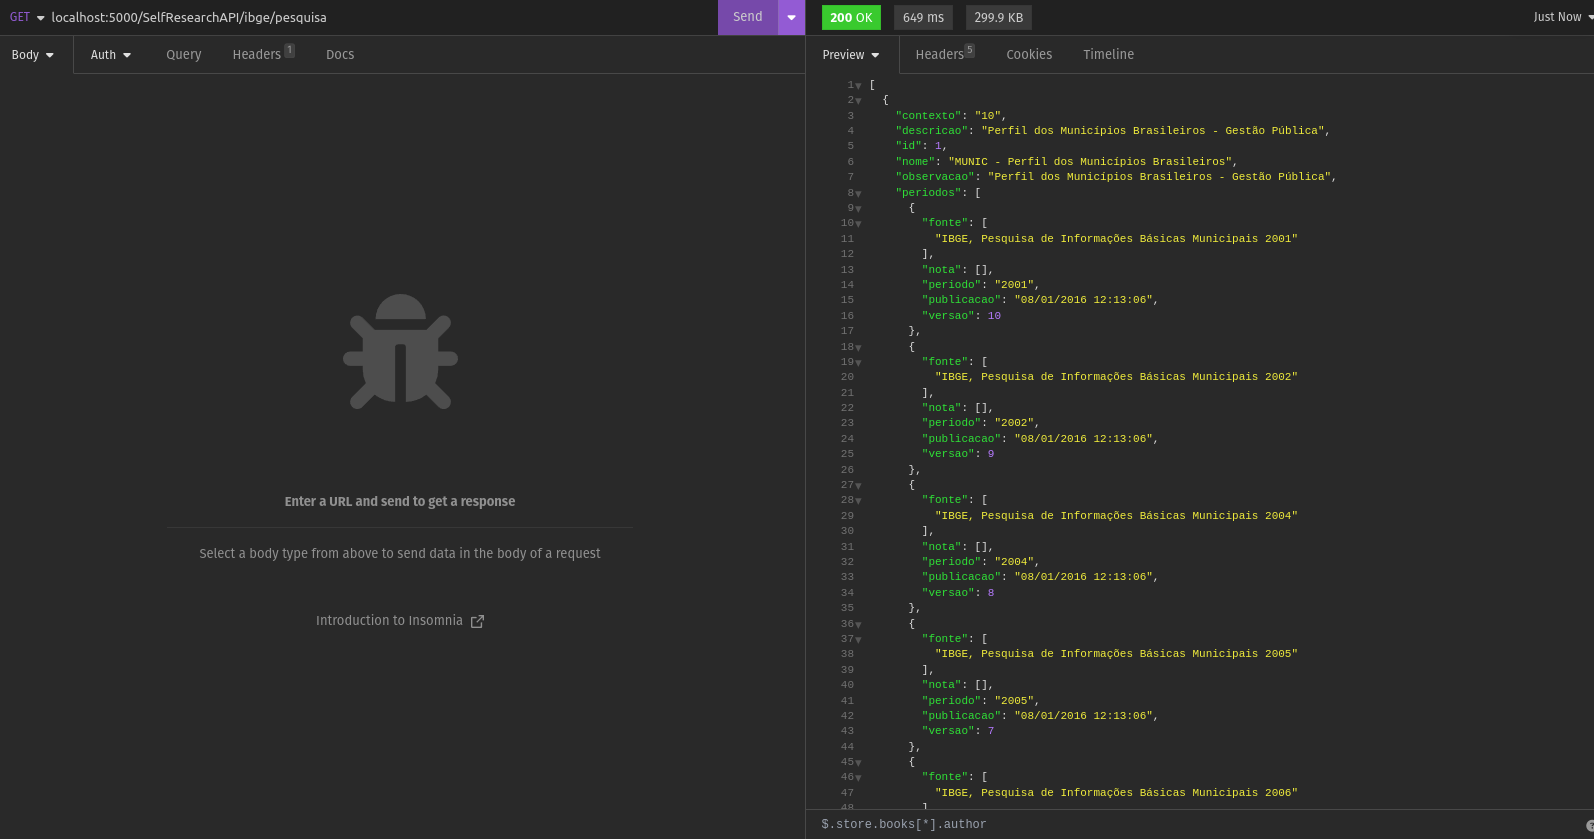 GET localhost:5000/SelfResearchAPI/ibge/pesquisa Send 200 OK 649 ms 299.9 KB Just Now
Body Auth Query Headers 1 Docs
Enter a URL and send to get a response
Select a body type from above to send data in the body of a request
Introduction to Insomnia
Preview Headers 5 Cookies Timeline
1 [
2 {
3 "contexto": "10",
4 "descricao": "Perfil dos Municípios Brasileiros - Gestão Pública",
5 "id": 1,
6 "nome": "MUNIC - Perfil dos Municípios Brasileiros",
7 "observacao": "Perfil dos Municípios Brasileiros - Gestão Pública",
8 "periodos": [
9 {
10 "fonte": [
11 "IBGE, Pesquisa de Informações Básicas Municipais 2001"
12 ],
13 "nota": [],
14 "periodo": "2001",
15 "publicacao": "08/01/2016 12:13:06",
16 "versao": 10
17 },
18 {
19 "fonte": [
20 "IBGE, Pesquisa de Informações Básicas Municipais 2002"
21 ],
22 "nota": [],
23 "periodo": "2002",
24 "publicacao": "08/01/2016 12:13:06",
25 "versao": 9
26 },
27 {
28 "fonte": [
29 "IBGE, Pesquisa de Informações Básicas Municipais 2004"
30 ],
31 "nota": [],
32 "periodo": "2004",
33 "publicacao": "08/01/2016 12:13:06",
34 "versao": 8
35 },
36 {
37 "fonte": [
38 "IBGE, Pesquisa de Informações Básicas Municipais 2005"
39 ],
40 "nota": [],
41 "periodo": "2005",
42 "publicacao": "08/01/2016 12:13:06",
43 "versao": 7
44 },
45 {
46 "fonte": [
47 "IBGE, Pesquisa de Informações Básicas Municipais 2006"
48 ]
$.store.books[*].author